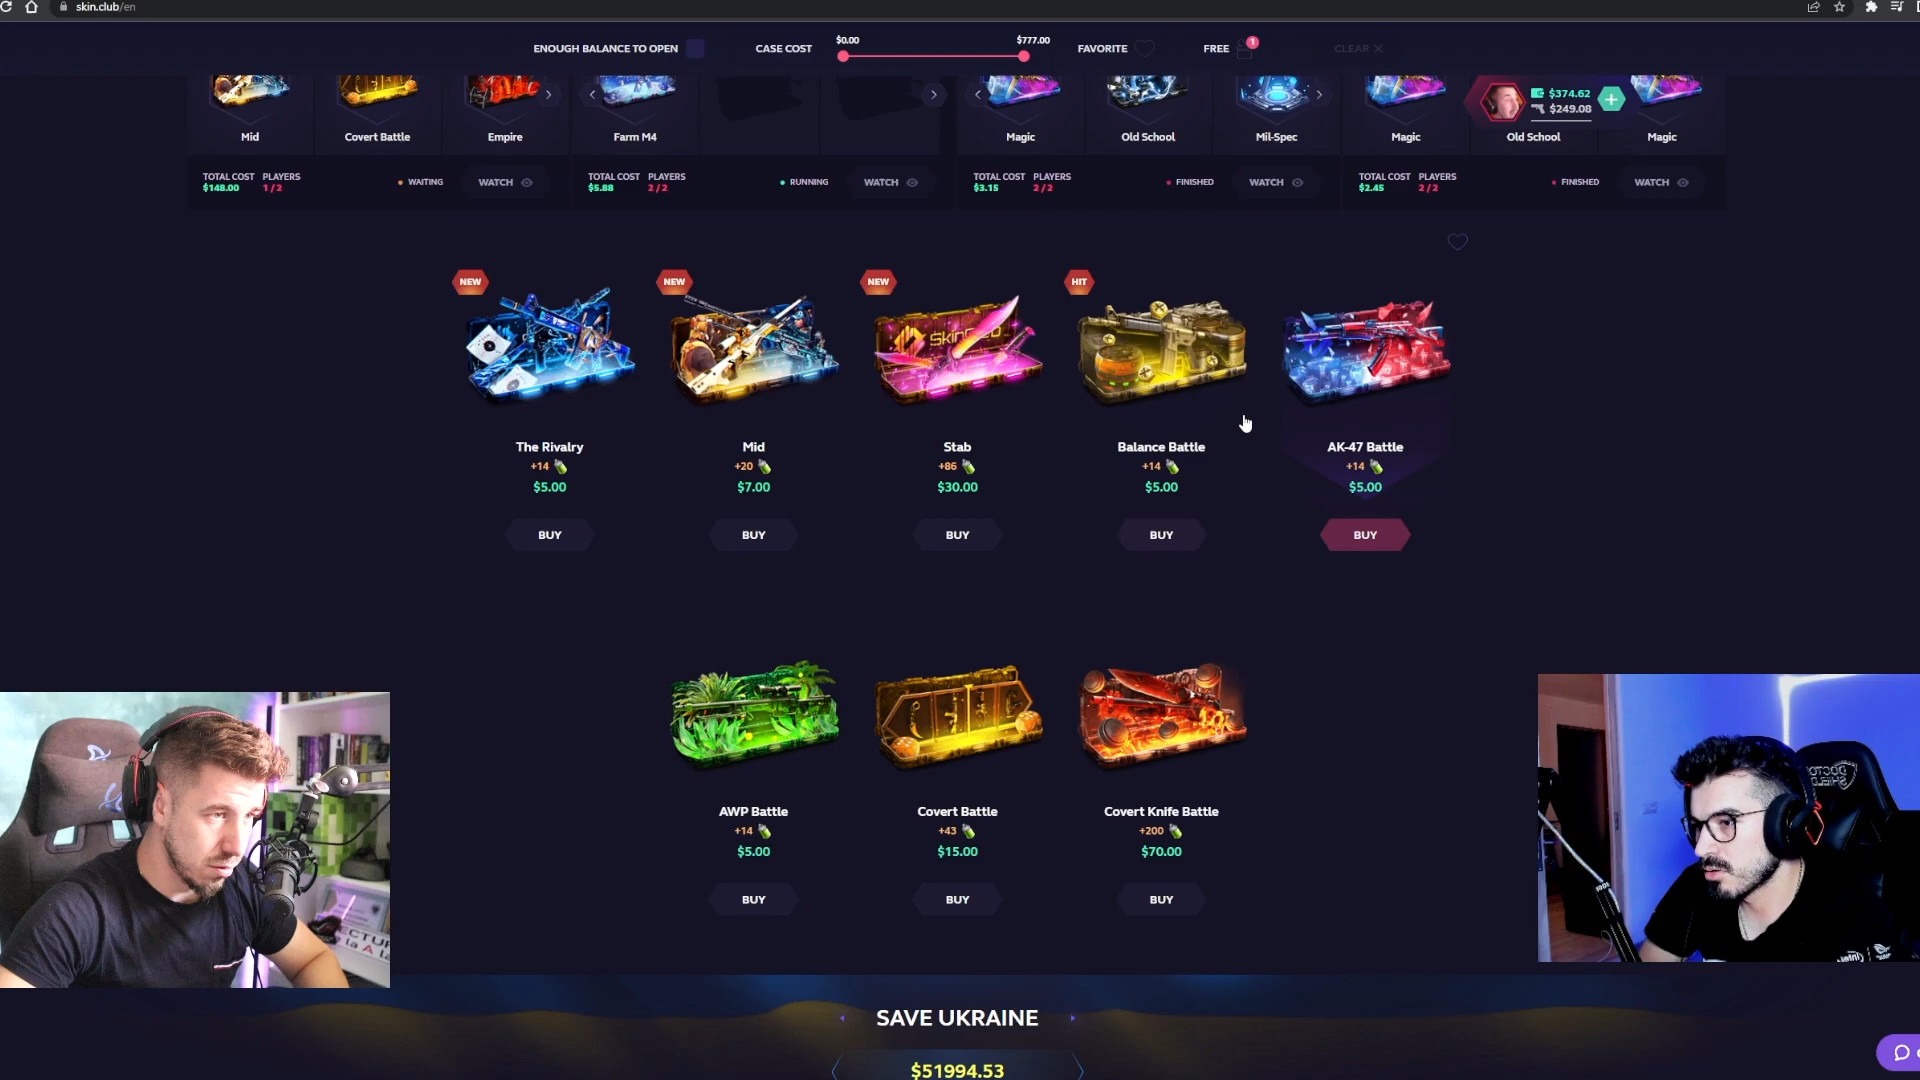 skin.club/en
ENOUGH BALANCE TO OPEN
CASE COST
$0.00
$777.00
FAVORITE
FREE
1
CLEAR
Mid
Covert Battle
Empire
Farm M4
Magic
Old School
Mil-Spec
Magic
$374.62
$249.08
Old School
Magic
TOTAL COST
$148.00
PLAYERS
1 / 2
WAITING
WATCH
TOTAL COST
$5.88
PLAYERS
2 / 2
RUNNING
WATCH
TOTAL COST
$3.15
PLAYERS
2 / 2
FINISHED
WATCH
TOTAL COST
$2.45
PLAYERS
2 / 2
FINISHED
WATCH
NEW
The Rivalry
+14
$5.00
BUY
NEW
Mid
+20
$7.00
BUY
NEW
Stab
+86
$30.00
BUY
HIT
Balance Battle
+14
$5.00
BUY
AK-47 Battle
+14
$5.00
BUY
AWP Battle
+14
$5.00
BUY
Covert Battle
+43
$15.00
BUY
Covert Knife Battle
+200
$70.00
BUY
SAVE UKRAINE
$51994.53